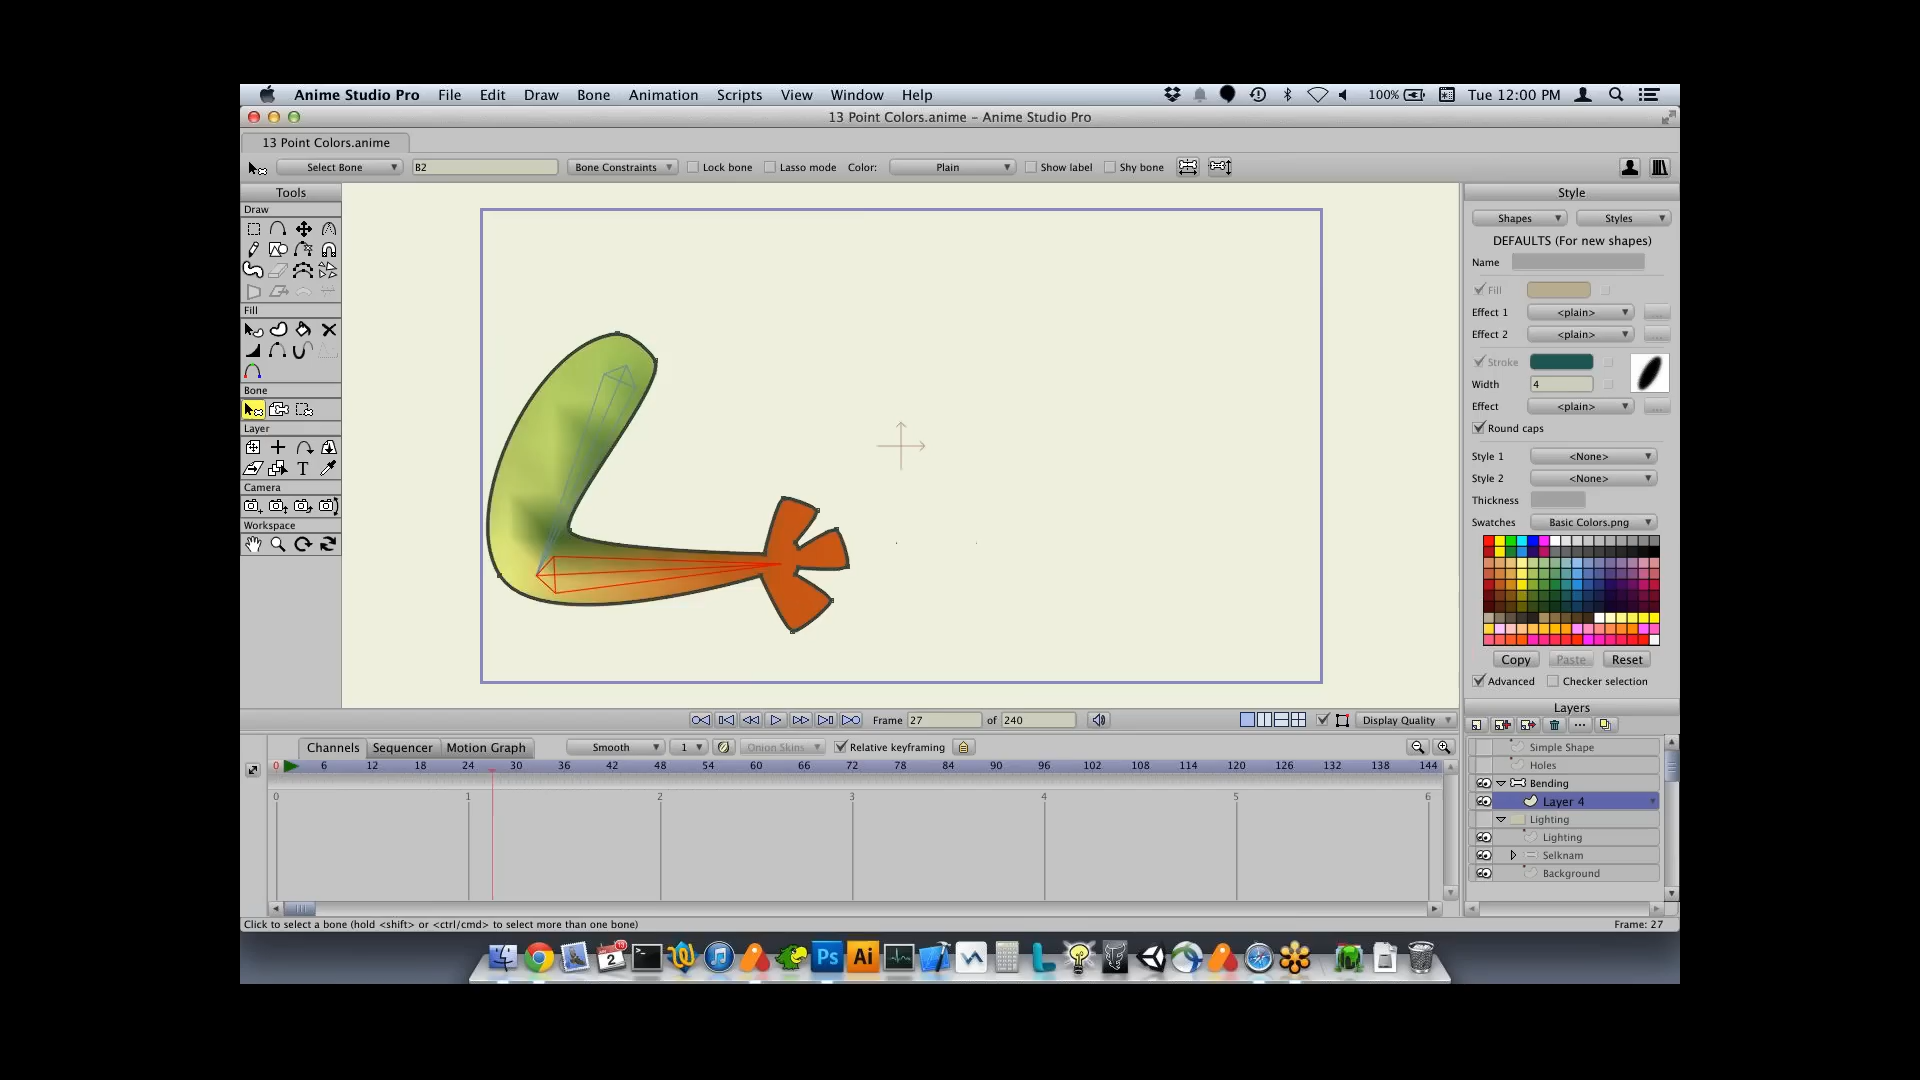 Anime Studio Pro File Edit Draw Bone Animation Scripts View Window Help 100% Tue 12:00 PM
13 Point Colors.anime – Anime Studio Pro
13 Point Colors.anime
Select Bone B2 Bone Constraints Lock bone Lasso mode Color: Plain Show label Shy bone
Tools
Draw
Fill
Bone
Layer
T
Camera
Workspace
Style
Shapes Styles
DEFAULTS (For new shapes)
Name
Fill
Effect 1 <plain> ...
Effect 2 <plain> ...
Stroke
Width 4
Effect <plain> ...
Round caps
Style 1 <None>
Style 2 <None>
Thickness
Swatches Basic Colors.png
Copy Paste Reset
Advanced Checker selection
Frame 27 of 240 Display Quality
Channels Sequencer Motion Graph Smooth 1 Onion Skins Relative keyframing
0 6 12 18 24 30 36 42 48 54 60 66 72 78 84 90 96 102 108 114 120 126 132 138 144
0 1 2 3 4 5 6
Layers
Simple Shape
Holes
Bending
Layer 4
Lighting
Lighting
Selknam
Background
Click to select a bone (hold <shift> or <ctrl/cmd> to select more than one bone) Frame: 27
2 Ps Ai